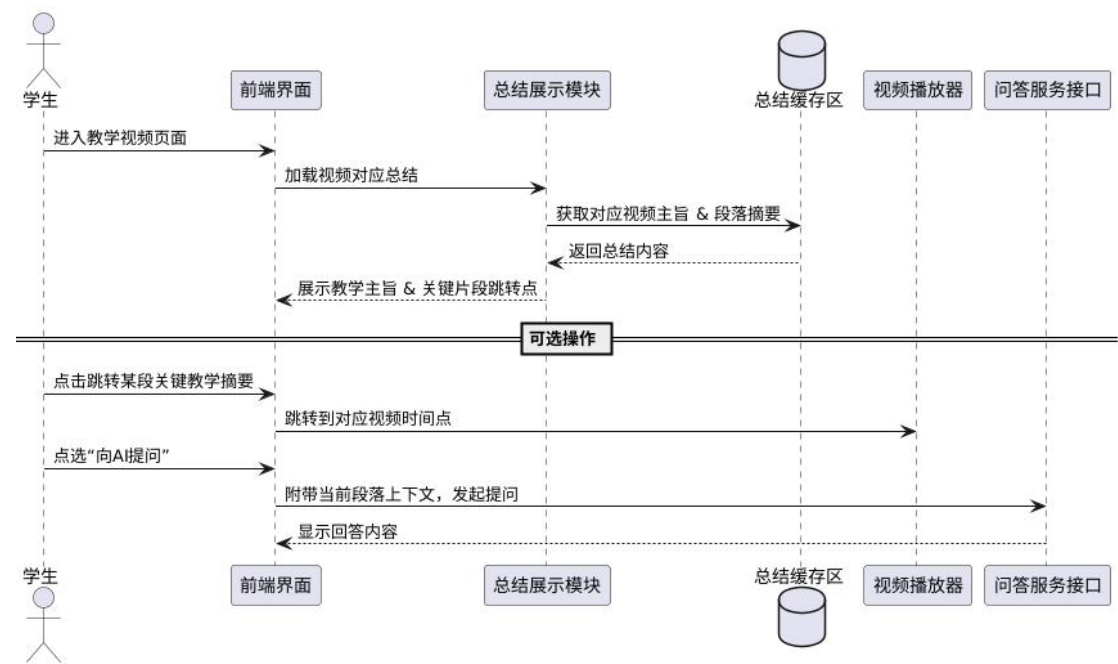 学生
前端界面
总结展示模块
总结缓存区
视频播放器
问答服务接口
进入教学视频页面
加载视频对应总结
获取对应视频主旨 & 段落摘要
返回总结内容
展示教学主旨 & 关键片段跳转点
可选操作
点击跳转某段关键教学摘要
跳转到对应视频时间点
点选“向AI提问”
附带当前段落上下文，发起提问
显示回答内容
学生
前端界面
总结展示模块
总结缓存区
视频播放器
问答服务接口